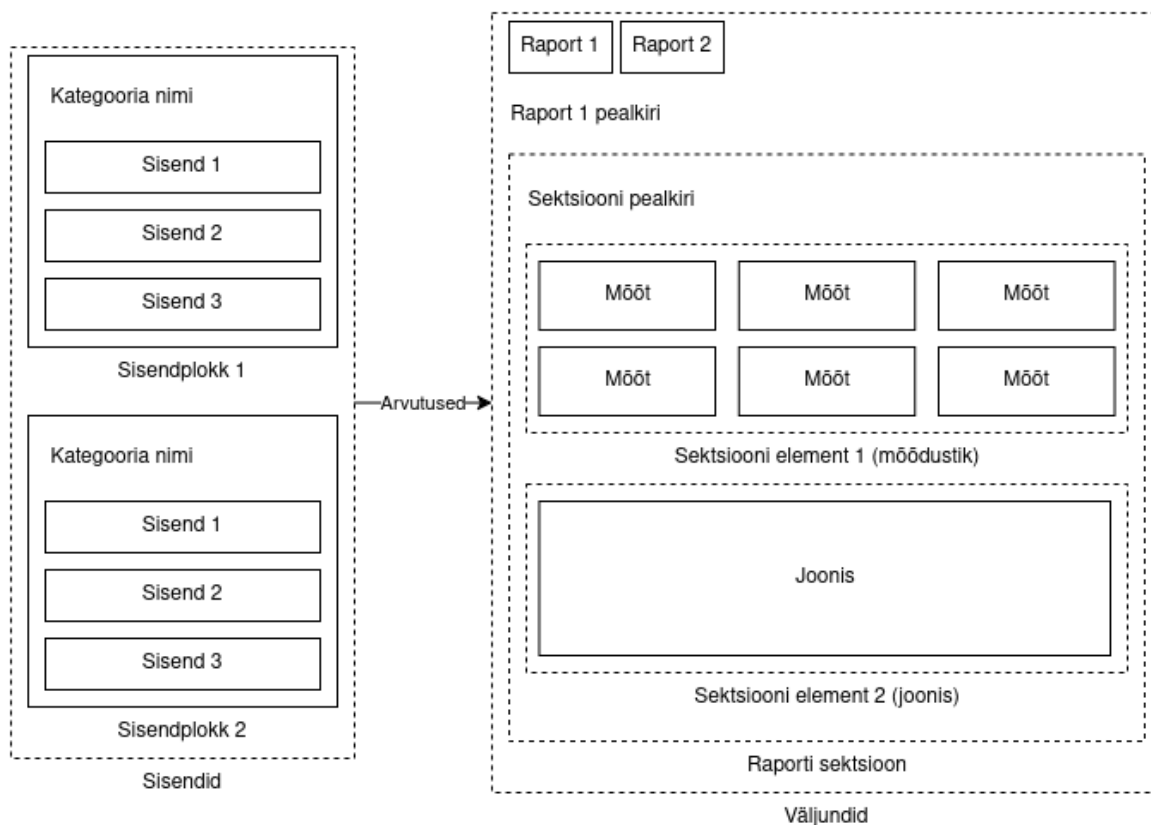 Kategooria nimi
Sisend 1
Sisend 2
Sisend 3
Sisendplokk 1
Kategooria nimi
Sisend 1
Sisend 2
Sisend 3
Sisendplokk 2
Sisendid
Arvutused
Raport 1
Raport 2
Raport 1 pealkiri
Sektsiooni pealkiri
Mõõt
Mõõt
Mõõt
Mõõt
Mõõt
Mõõt
Sektsiooni element 1 (mõõdustik)
Joonis
Sektsiooni element 2 (joonis)
Raporti sektsioon
Väljundid